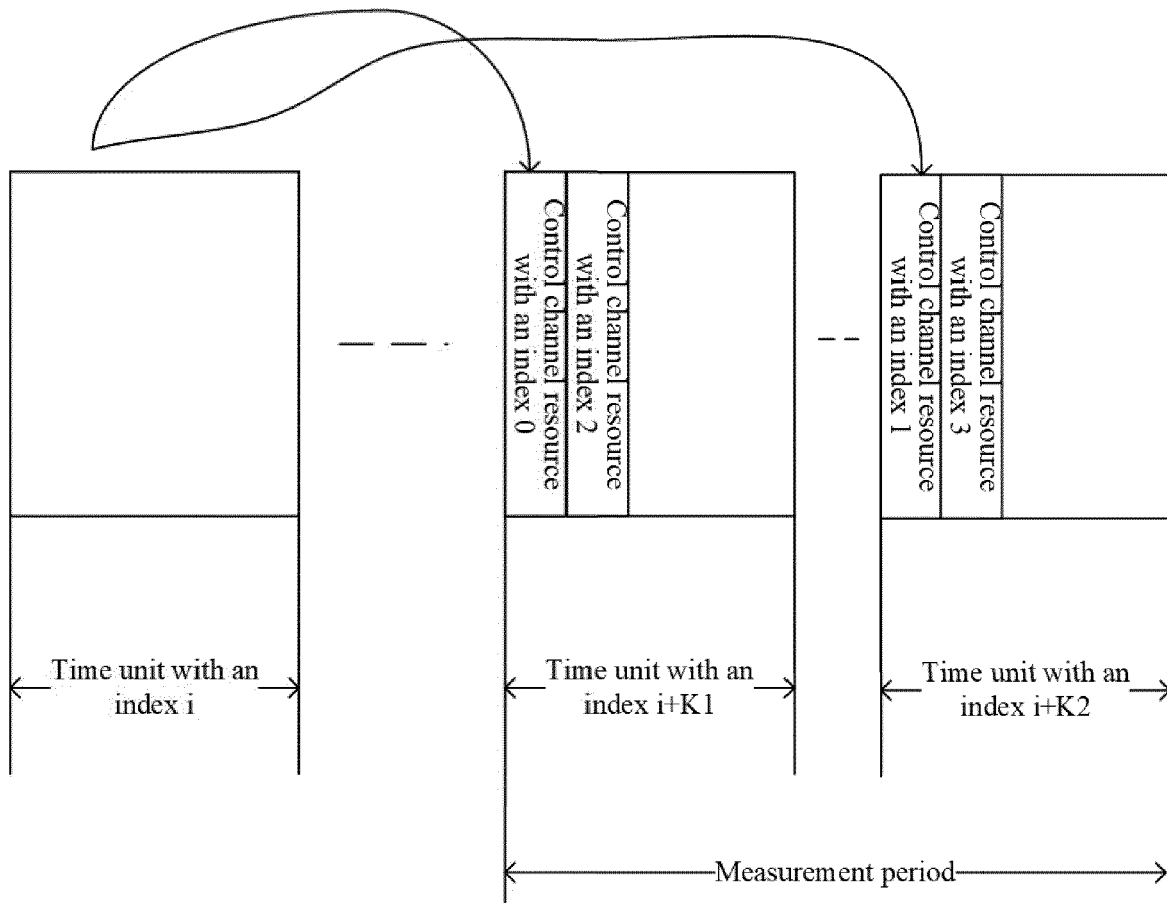 Control channel resource
with an index 0
Control channel resource
with an index 2
Control channel resource
with an index 1
Control channel resource
with an index 3
Time unit with an
index i
Time unit with an
index i+K1
Time unit with an
index i+K2
Measurement period